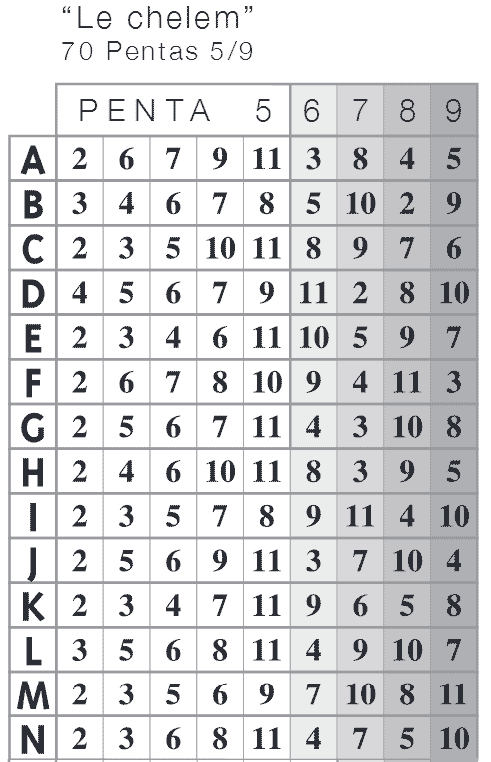 “Le chelem”
70 Pentas 5/9
PENTA 5 6 7 8 9
A 2 6 7 9 11 3 8 4 5
B 3 4 6 7 8 5 10 2 9
C 2 3 5 10 11 8 9 7 6
D 4 5 6 7 9 11 2 8 10
E 2 3 4 6 11 10 5 9 7
F 2 6 7 8 10 9 4 11 3
G 2 5 6 7 11 4 3 10 8
H 2 4 6 10 11 8 3 9 5
I 2 3 5 7 8 9 11 4 10
J 2 5 6 9 11 3 7 10 4
K 2 3 4 7 11 9 6 5 8
L 3 5 6 8 11 4 9 10 7
M 2 3 5 6 9 7 10 8 11
N 2 3 6 8 11 4 7 5 10